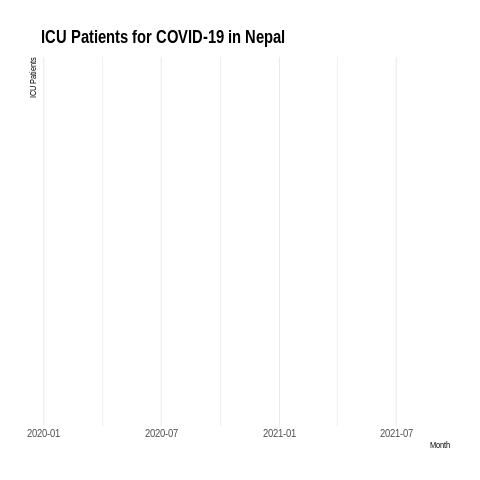 ICU Patients for COVID-19 in Nepal
ICU Patients
2020-01
2020-07
2021-01
2021-07
Month